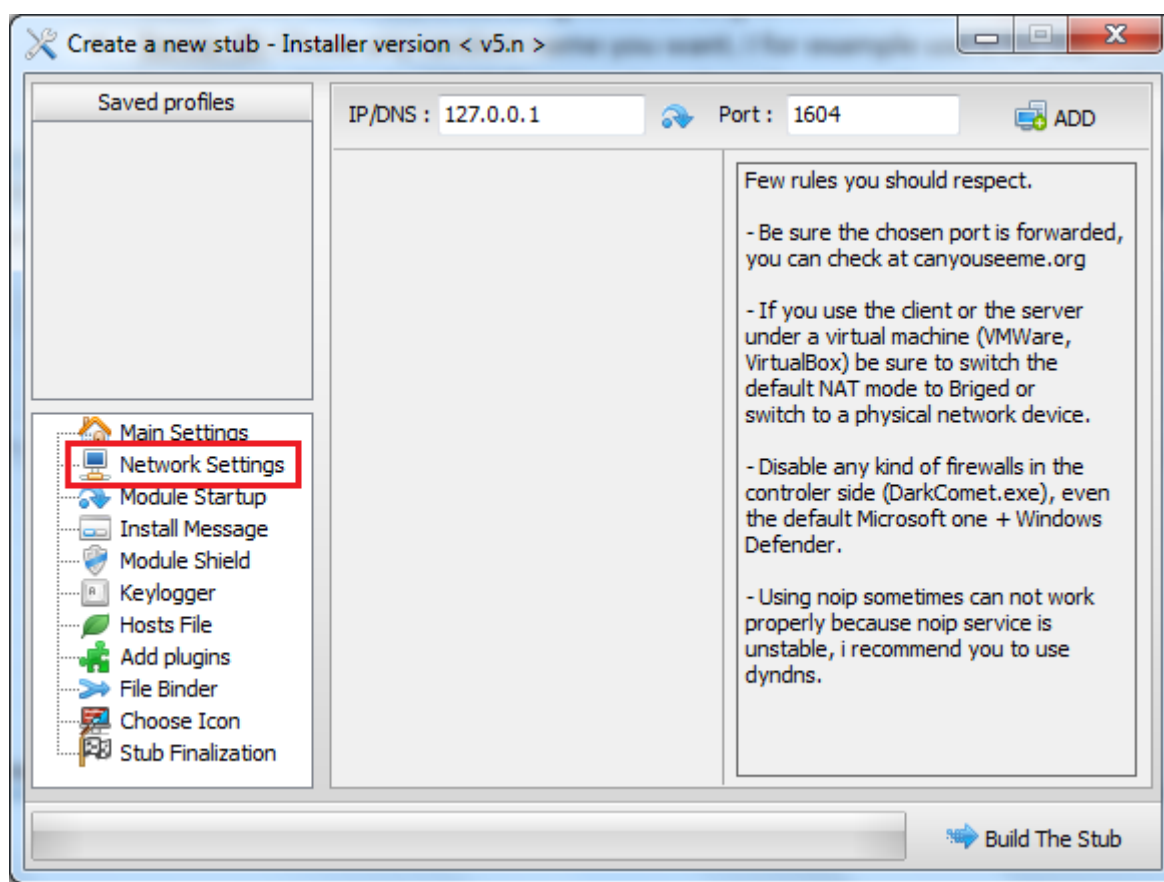 Create a new stub - Installer version < v5.n >
Saved profiles
IP/DNS : 127.0.0.1 Port : 1604 ADD
Few rules you should respect.
- Be sure the chosen port is forwarded,
you can check at canyouseeme.org
- If you use the client or the server
under a virtual machine (VMWare,
VirtualBox) be sure to switch the
default NAT mode to Briged or
switch to a physical network device.
- Disable any kind of firewalls in the
controler side (DarkComet.exe), even
the default Microsoft one + Windows
Defender.
- Using noip sometimes can not work
properly because noip service is
unstable, i recommend you to use
dyndns.
Main Settings
Network Settings
Module Startup
Install Message
Module Shield
Keylogger
Hosts File
Add plugins
File Binder
Choose Icon
Stub Finalization
Build The Stub